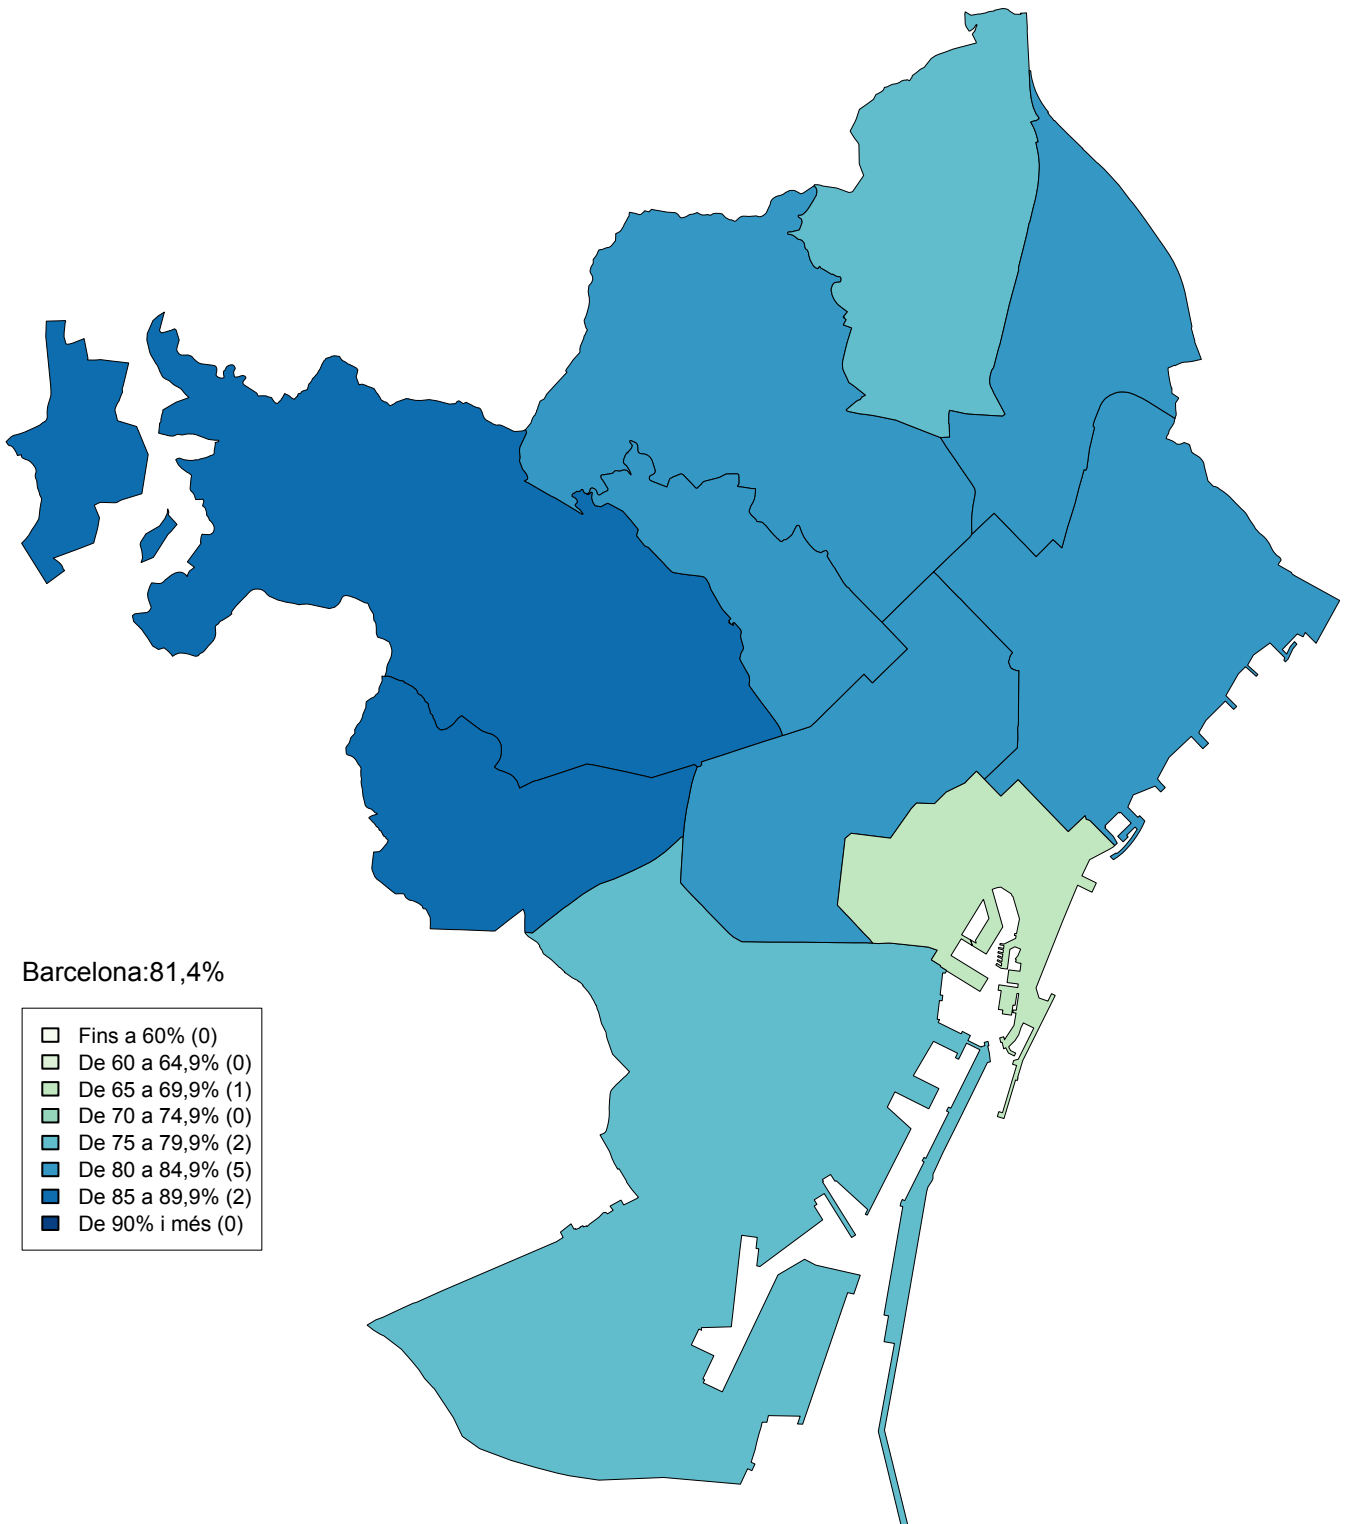 Barcelona:81,4%
Fins a 60% (0)
De 60 a 64,9% (0)
De 65 a 69,9% (1)
De 70 a 74,9% (0)
De 75 a 79,9% (2)
De 80 a 84,9% (5)
De 85 a 89,9% (2)
De 90% i més (0)